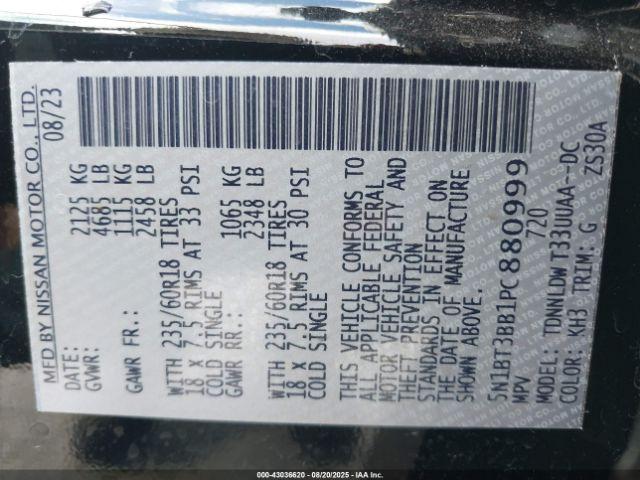 MFD BY NISSAN MOTOR CO., LTD.
DATE: 08/23
GVWR: 2125 KG
4685 LB
GAWR FR.: 1115 KG
2458 LB
WITH 235/60R18 TIRES
18 X 7.5 RIMS AT 33 PSI
COLD SINGLE
GAWR RR.: 1065 KG
2348 LB
WITH 235/60R18 TIRES
18 X 7.5 RIMS AT 30 PSI
COLD SINGLE
THIS VEHICLE CONFORMS TO
ALL APPLICABLE FEDERAL
MOTOR VEHICLE SAFETY AND
THEFT PREVENTION
STANDARDS IN EFFECT ON
THE DATE OF MANUFACTURE
SHOWN ABOVE.
5N1BT3BB1PC880999
MPV 720
MODEL: TDNNLDWT33UUAA--DC
COLOR: KH3 TRIM: G ZS30A
000-43036620 - 08/20/2025 - IAAI.COM